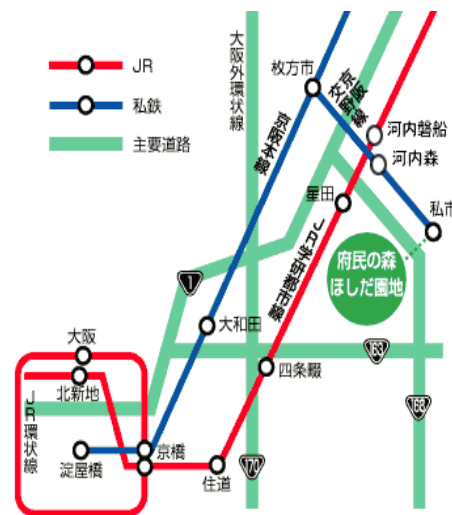 JR
私鉄
主要道路
大阪外環状線
枚方市
京阪
交野線
京阪本線
河内磐船
河内森
星田
私市
JR学研都市線
府民の森
ほしだ園地
1
大和田
大阪
163
北新地
四条畷
168
JR環状線
京橋
淀屋橋
住道
170